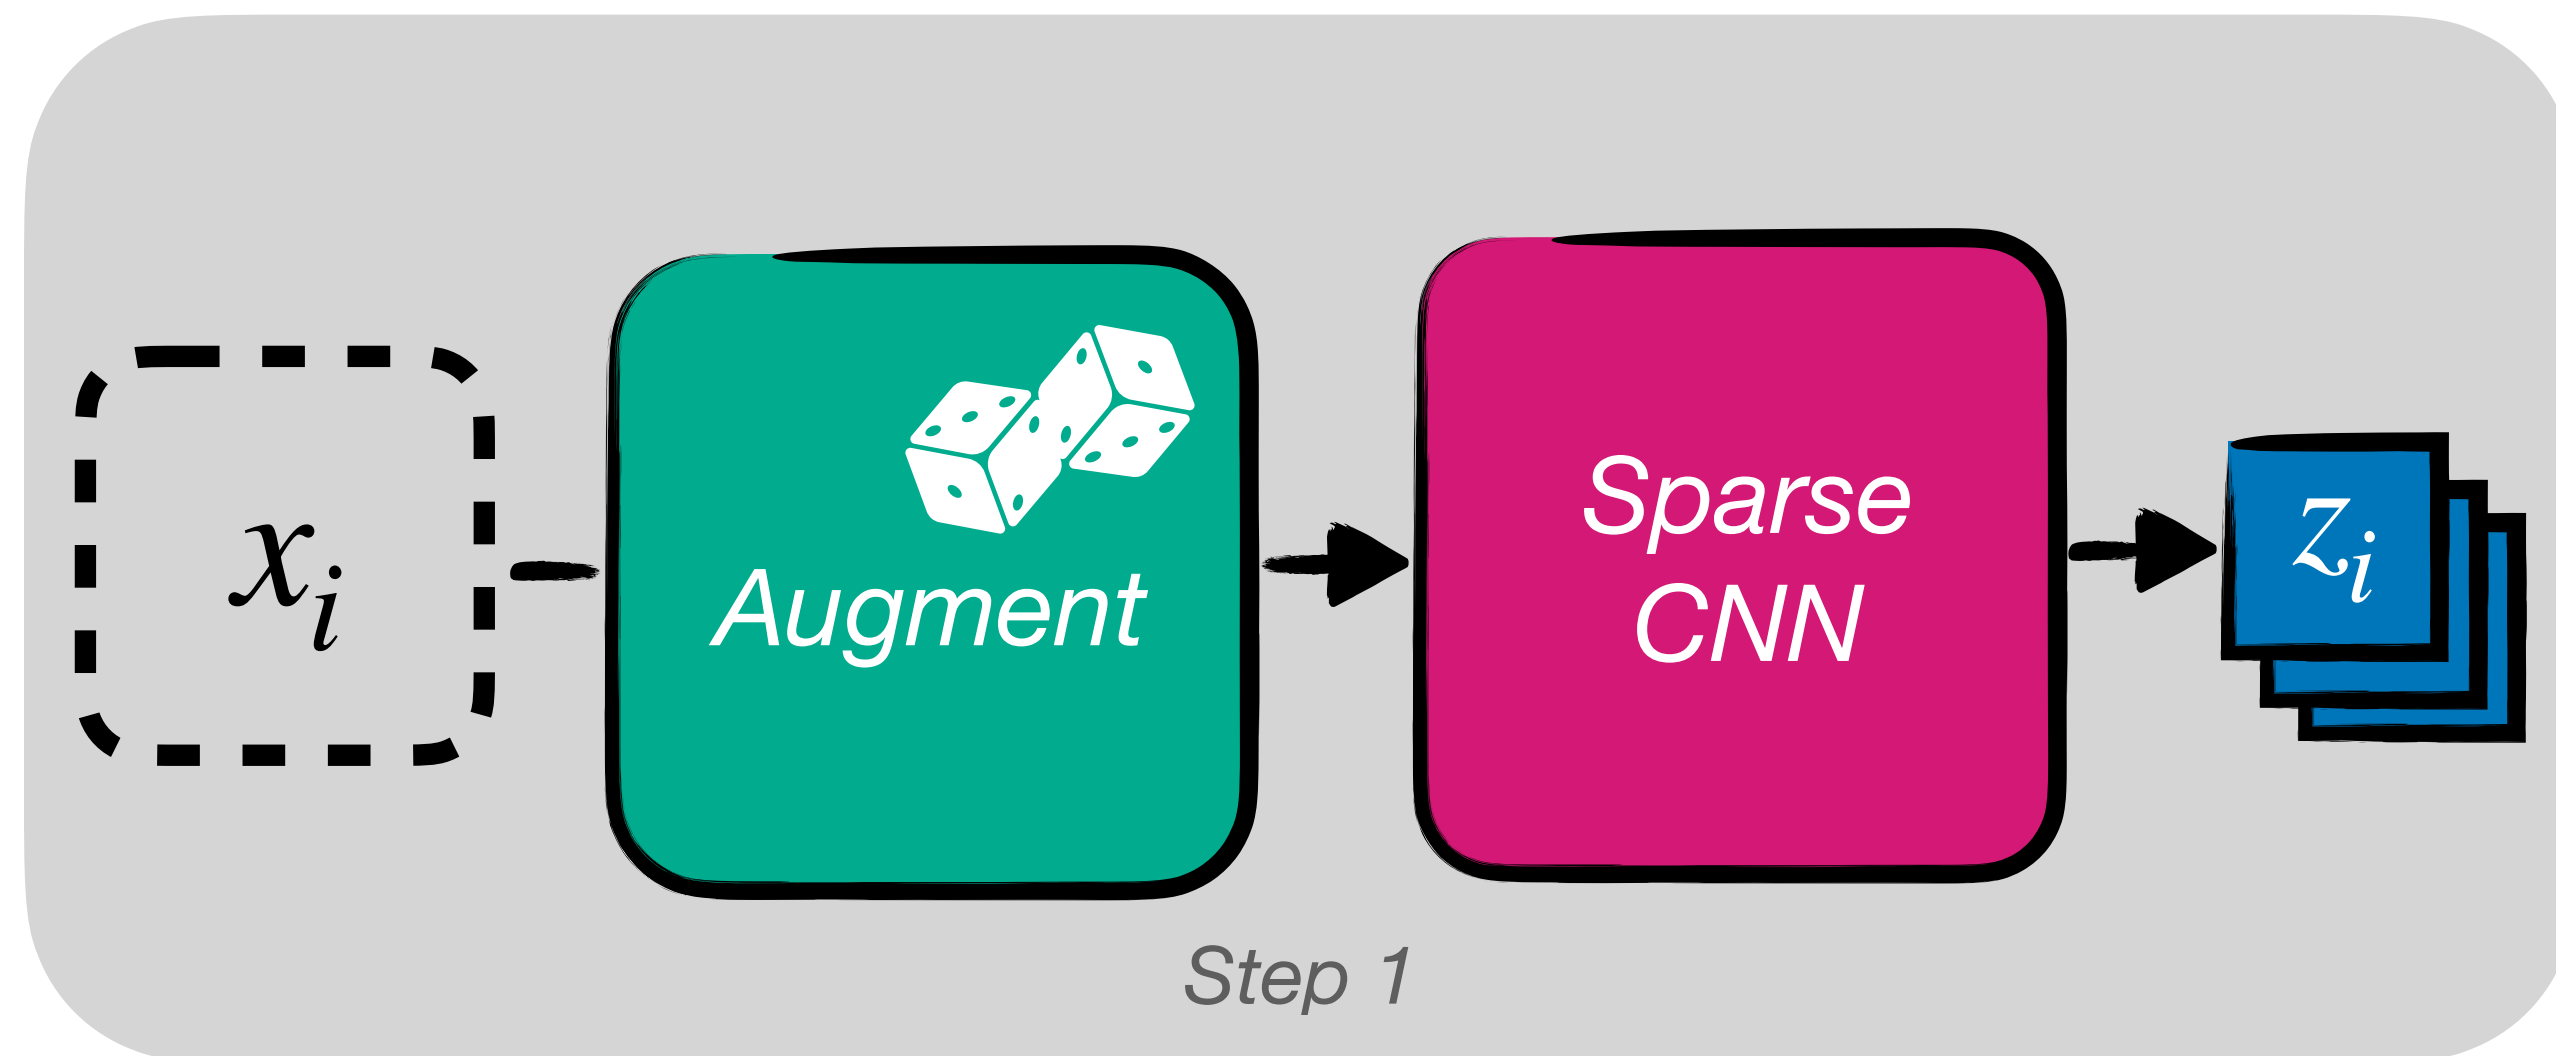 x_i
Augment
Sparse
CNN
z_i
Step 1